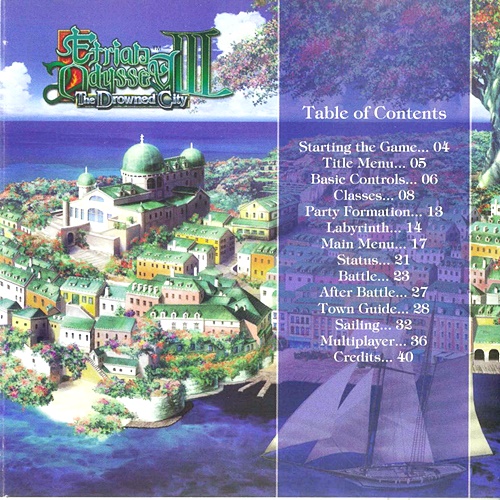 Etrian
Odyssey III
The Drowned City
Table of Contents
Starting the Game... 04
Title Menu... 05
Basic Controls... 06
Classes... 08
Party Formation... 13
Labyrinth... 14
Main Menu... 17
Status... 21
Battle... 23
After Battle... 27
Town Guide... 28
Sailing... 32
Multiplayer... 36
Credits... 40